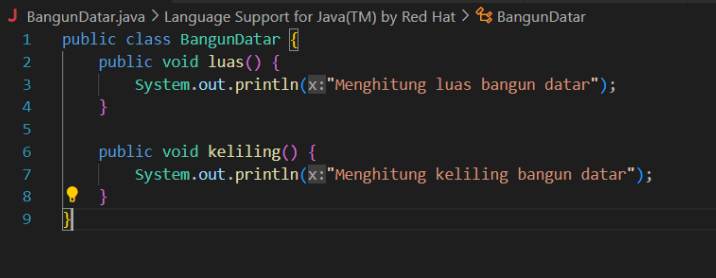 J BangunDatar.java > Language Support for Java(TM) by Red Hat > BangunDatar
1 public class BangunDatar {
2 public void luas() {
3 System.out.println(x:"Menghitung luas bangun datar");
4 }
5
6 public void keliling() {
7 System.out.println(x:"Menghitung keliling bangun datar");
8 }
9 }